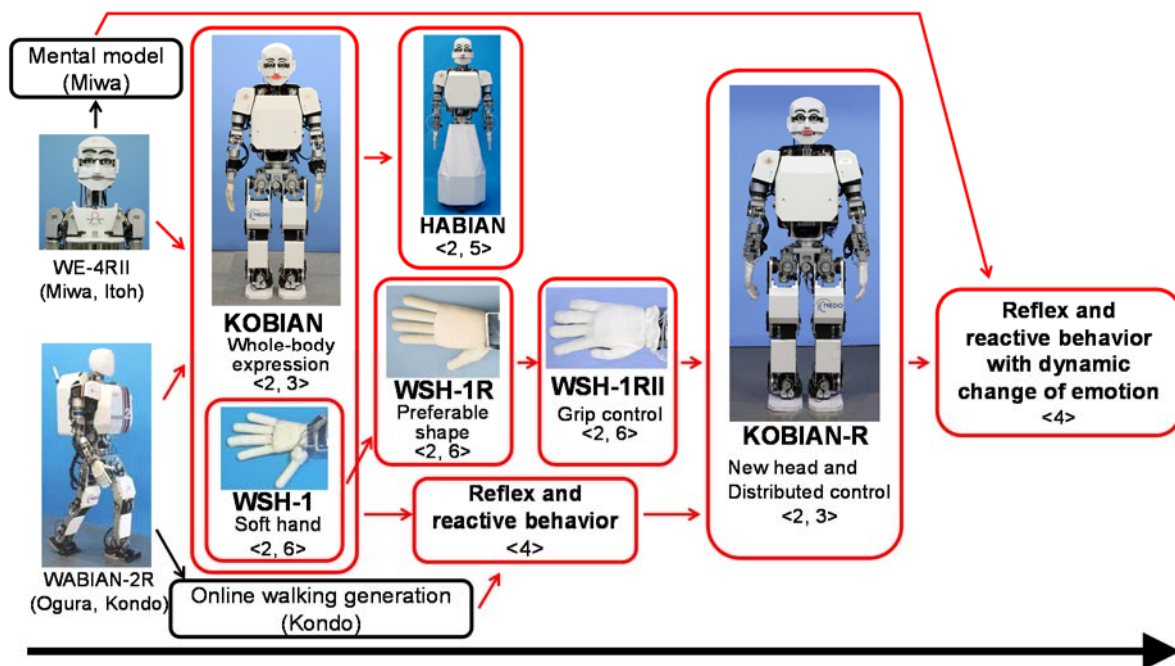 Mental model
(Miwa)
WE-4RII
(Miwa, Itoh)
WABIAN-2R
(Ogura, Kondo)
NEDO
KOBIAN
Whole-body
expression
<2, 3>
WSH-1
Soft hand
<2, 6>
Online walking generation
(Kondo)
HABIAN
<2, 5>
WSH-1R
Preferable
shape
<2, 6>
WSH-1RII
Grip control
<2, 6>
Reflex and
reactive behavior
<4>
NEDO
KOBIAN-R
New head and
Distributed control
<2, 3>
Reflex and
reactive behavior
with dynamic
change of emotion
<4>